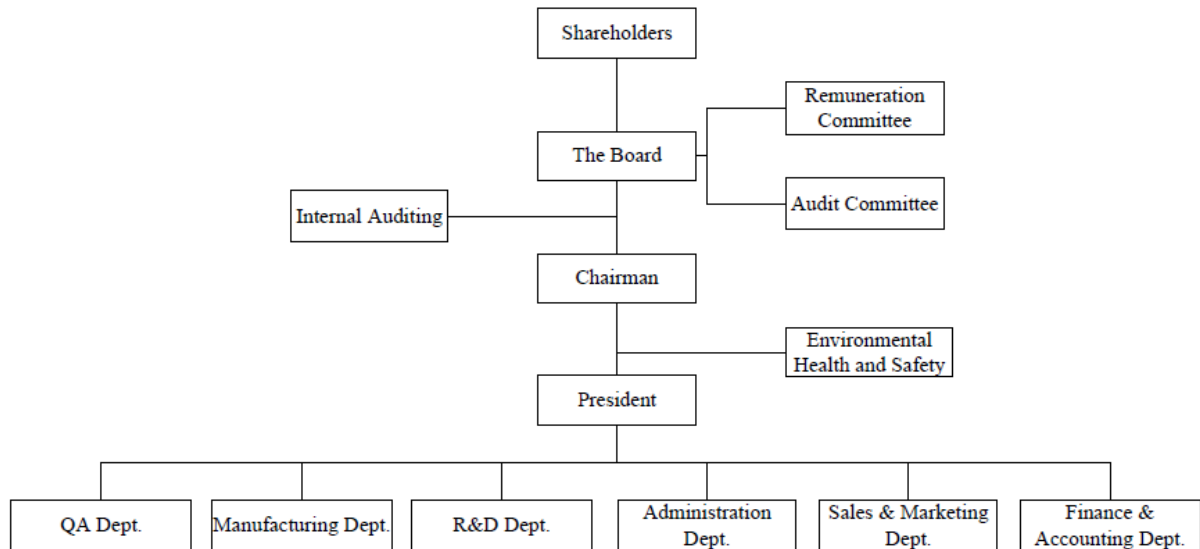 Shareholders
Remuneration
Committee
The Board
Audit Committee
Internal Auditing
Chairman
Environmental
Health and Safety
President
QA Dept.
Manufacturing Dept.
R&D Dept.
Administration
Dept.
Sales & Marketing
Dept.
Finance &
Accounting Dept.